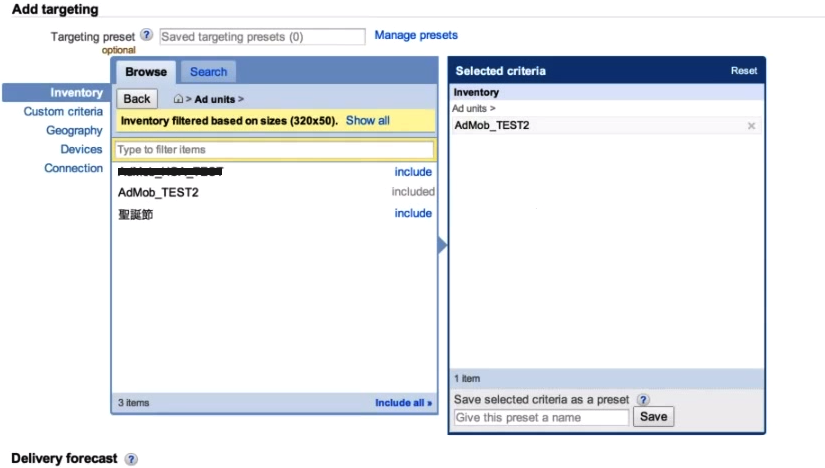 Add targeting
Targeting preset ? Saved targeting presets (0) Manage presets
optional
Browse Search
Inventory
Custom criteria
Geography
Devices
Connection
Back > Ad units >
Inventory filtered based on sizes (320x50). Show all
Type to filter items
include
AdMob_TEST2 included
聖誕節 include
3 items Include all »
Selected criteria Reset
Inventory
Ad units >
AdMob_TEST2 ×
1 item
Save selected criteria as a preset ?
Give this preset a name Save
Delivery forecast ?